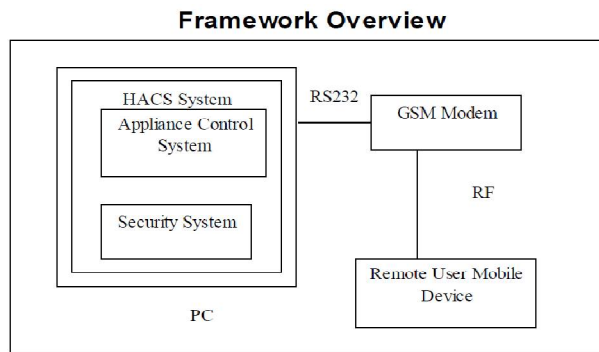 Framework Overview
HACS System
Appliance Control
System
Security System
PC
RS232
GSM Modem
RF
Remote User Mobile
Device